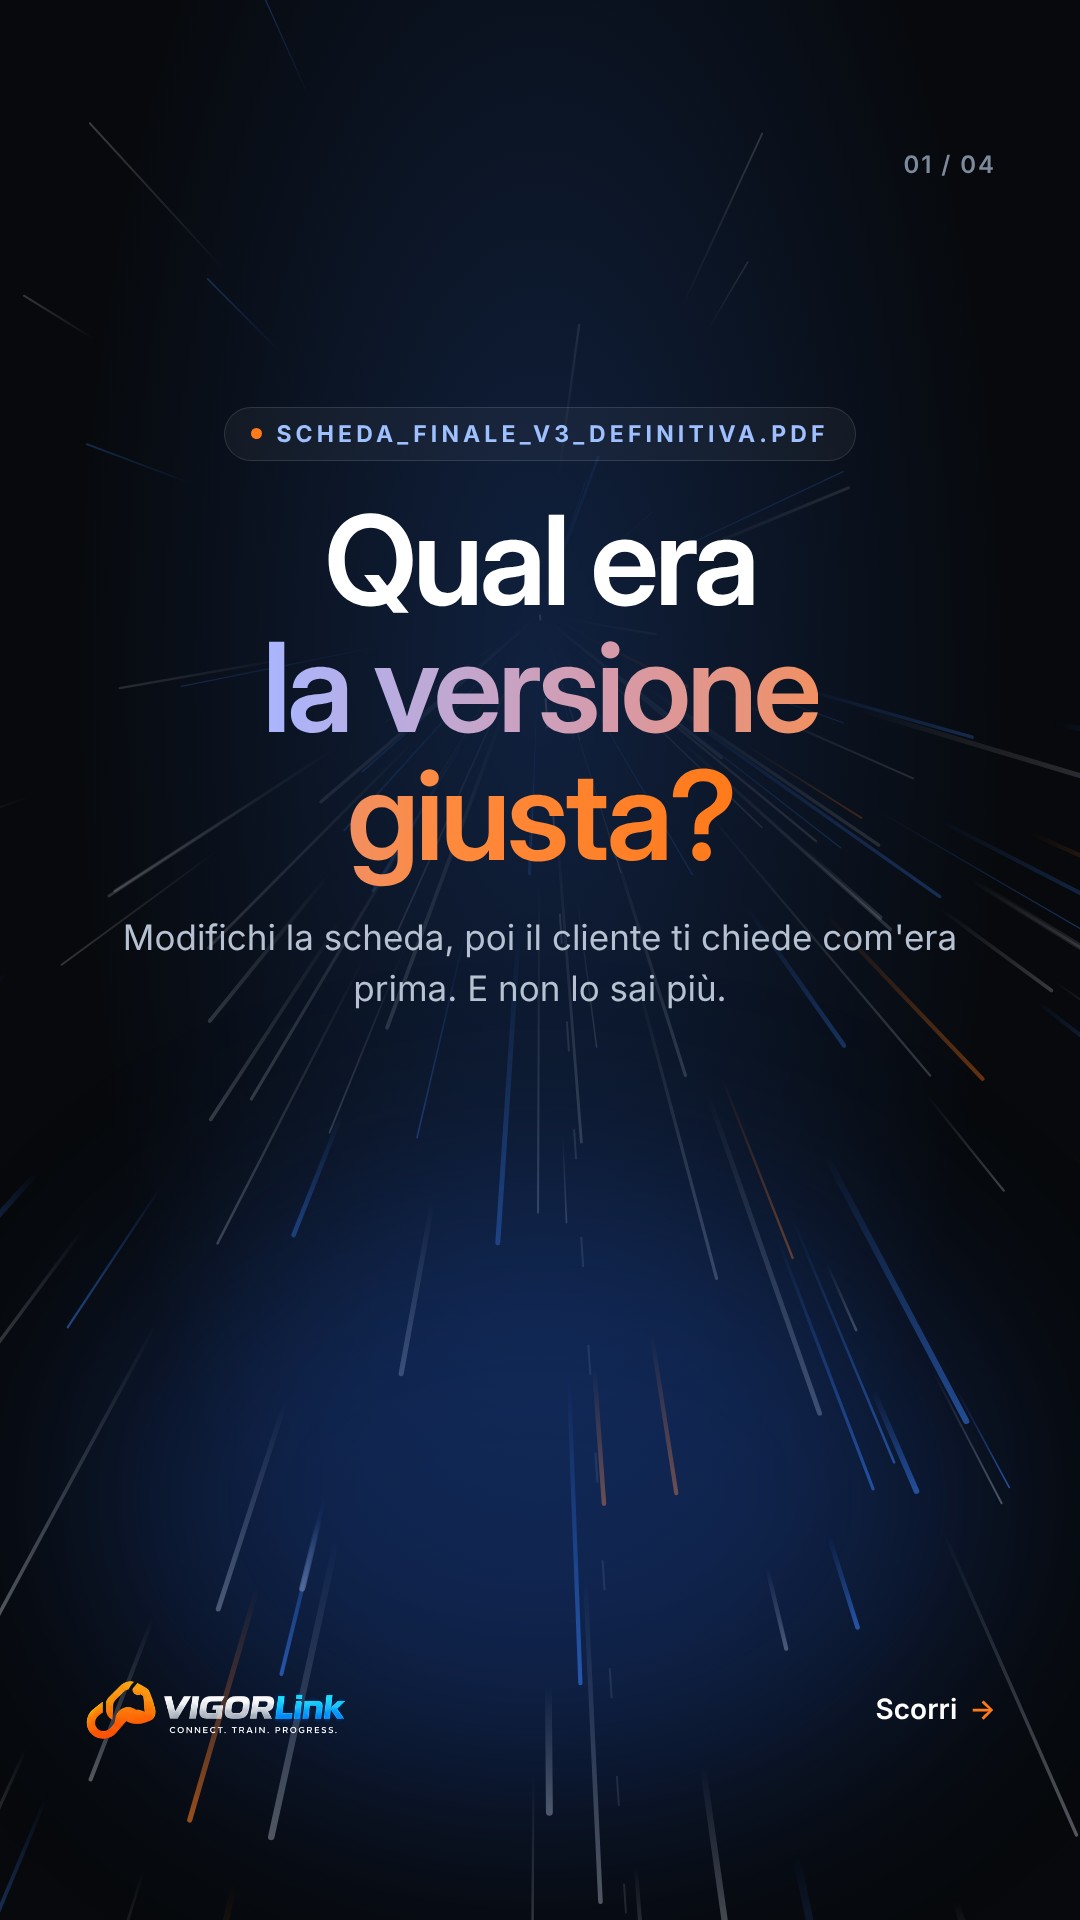 01 / 04
SCHEDA_FINALE_V3_DEFINITIVA.PDF
Qual era
la versione
giusta?
Modifichi la scheda, poi il cliente ti chiede com'era
prima. E non lo sai più.
VIGORLink
CONNECT. TRAIN. PROGRESS.
Scorri →